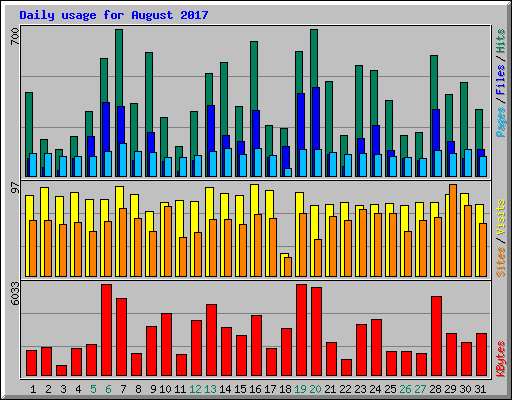 Daily usage for August 2017
700
Pages / Files / Hits
97
Sites / Visits
6033
KBytes
1 2 3 4 5 6 7 8 9 10 11 12 13 14 15 16 17 18 19 20 21 22 23 24 25 26 27 28 29 30 31